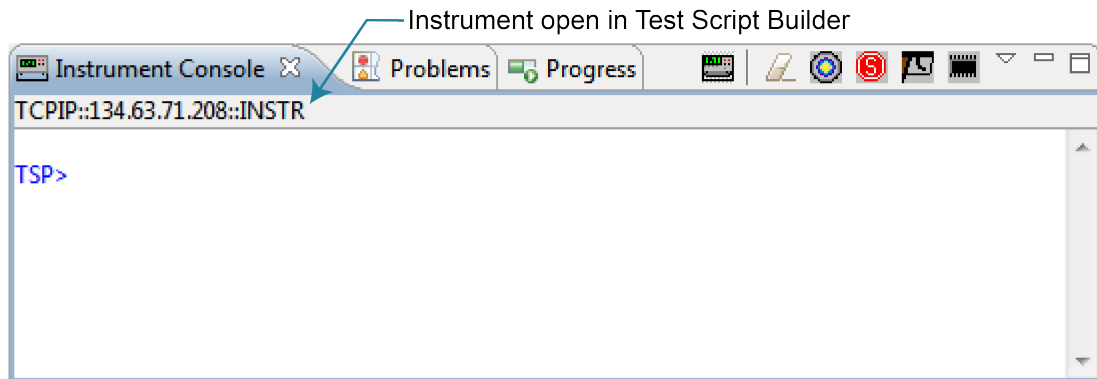 Instrument open in Test Script Builder
Instrument Console Problems Progress
TCPIP::134.63.71.208::INSTR
TSP>